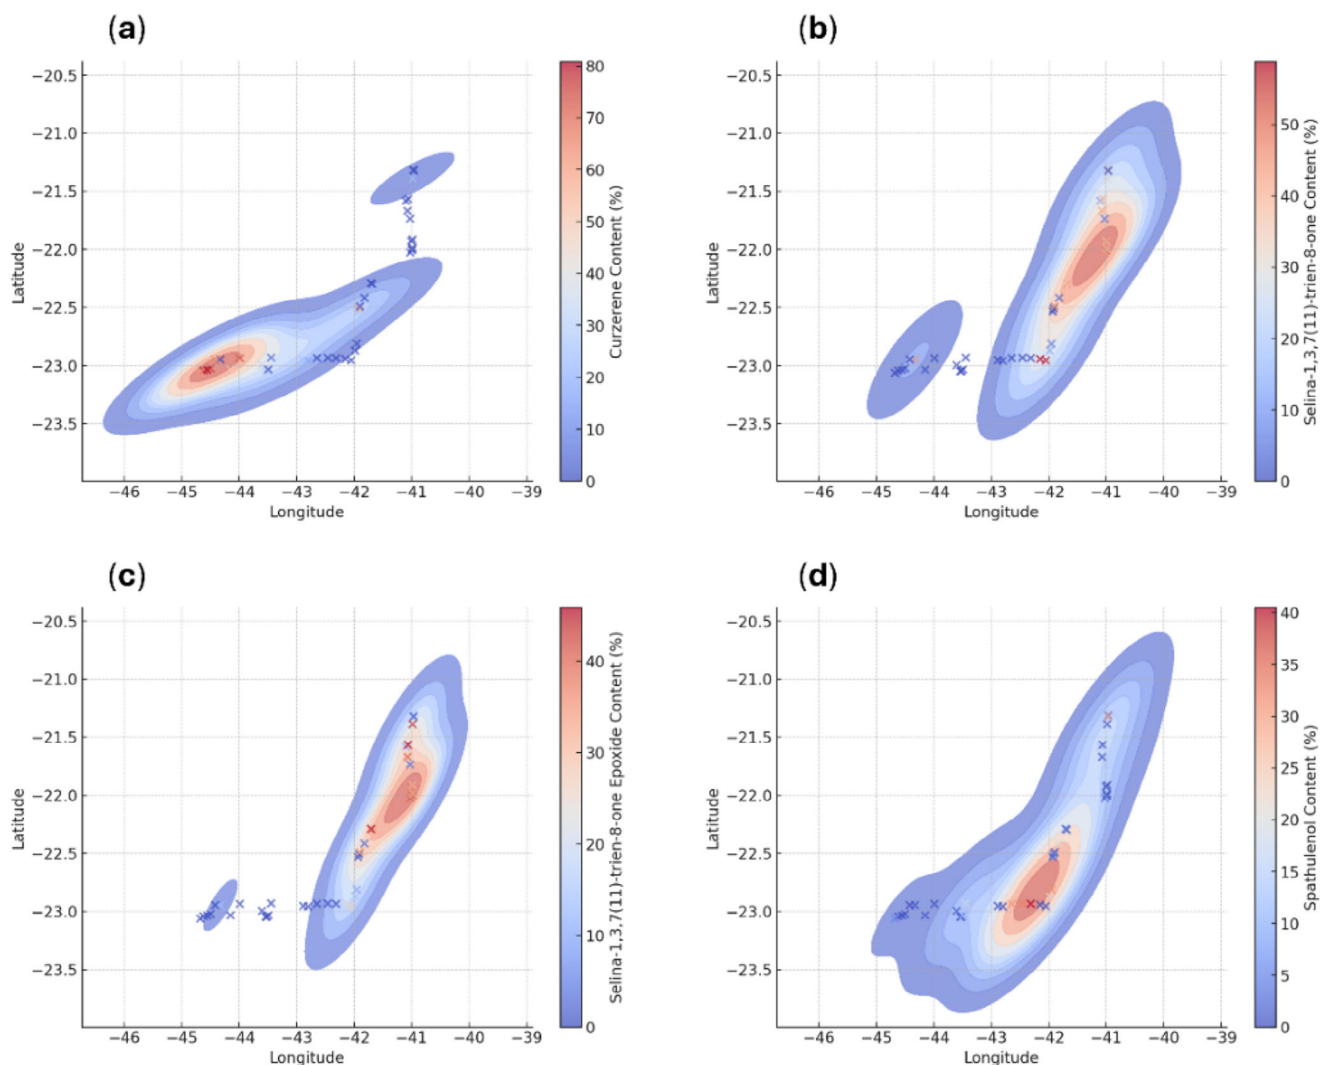 (a)
−20.5
−21.0
−21.5
−22.0
−22.5
−23.0
−23.5
Latitude
−46 −45 −44 −43 −42 −41 −40 −39
Longitude
80
70
60
50
40
30
20
10
0
Curzerene Content (%)
(b)
−20.5
−21.0
−21.5
−22.0
−22.5
−23.0
−23.5
Latitude
−46 −45 −44 −43 −42 −41 −40 −39
Longitude
50
40
30
20
10
0
Selina-1,3,7(11)-trien-8-one Content (%)
(c)
−20.5
−21.0
−21.5
−22.0
−22.5
−23.0
−23.5
Latitude
−46 −45 −44 −43 −42 −41 −40 −39
Longitude
40
30
20
10
0
Selina-1,3,7(11)-trien-8-one Epoxide Content (%)
(d)
−20.5
−21.0
−21.5
−22.0
−22.5
−23.0
−23.5
Latitude
−46 −45 −44 −43 −42 −41 −40 −39
Longitude
40
35
30
25
20
15
10
5
0
Spathulenol Content (%)